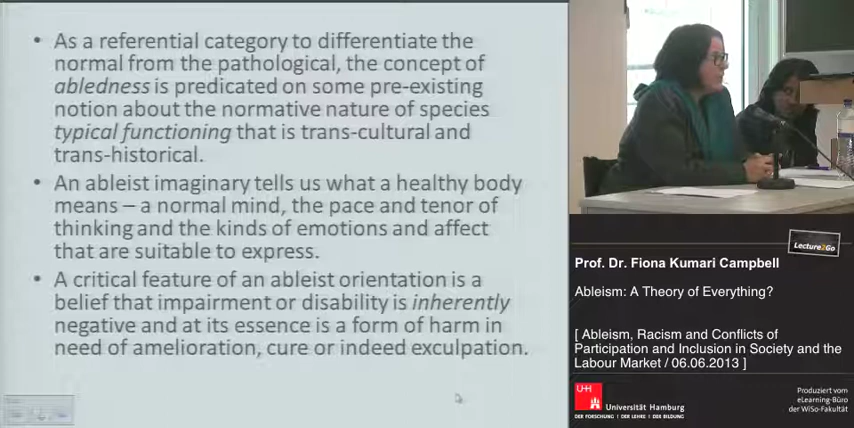 • As a referential category to differentiate the
normal from the pathological, the concept of
abledness is predicated on some pre-existing
notion about the normative nature of species
typical functioning that is trans-cultural and
trans-historical.
• An ableist imaginary tells us what a healthy body
means – a normal mind, the pace and tenor of
thinking and the kinds of emotions and affect
that are suitable to express.
• A critical feature of an ableist orientation is a
belief that impairment or disability is inherently
negative and at its essence is a form of harm in
need of amelioration, cure or indeed exculpation.
Lecture2Go
Prof. Dr. Fiona Kumari Campbell
Ableism: A Theory of Everything?
[ Ableism, Racism and Conflicts of
Participation and Inclusion in Society and the
Labour Market / 06.06.2013 ]
UH
Universität Hamburg
DER FORSCHUNG | DER LEHRE | DER BILDUNG
Produziert vom
eLearning-Büro
der WiSo-Fakultät